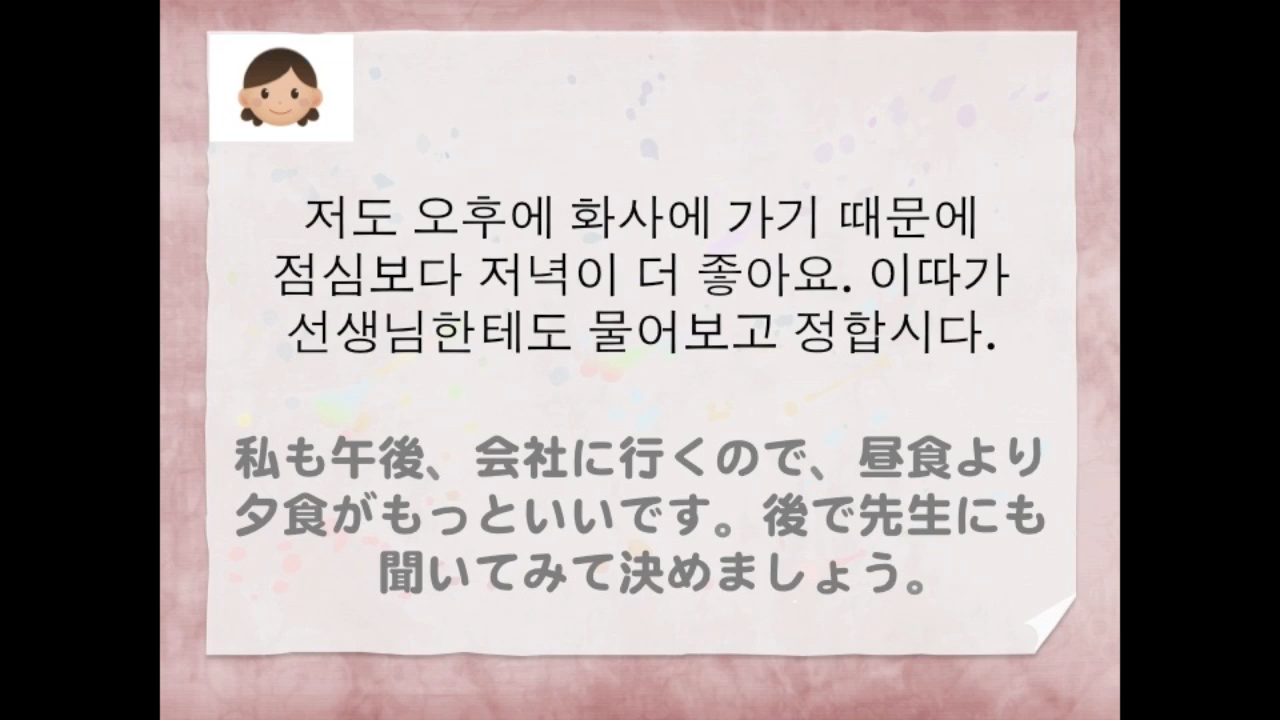 저도 오후에 화사에 가기 때문에
점심보다 저녁이 더 좋아요. 이따가
선생님한테도 물어보고 정합시다.
私も午後、会社に行くので、昼食より
夕食がもっといいです。後で先生にも
聞いてみて決めましょう。